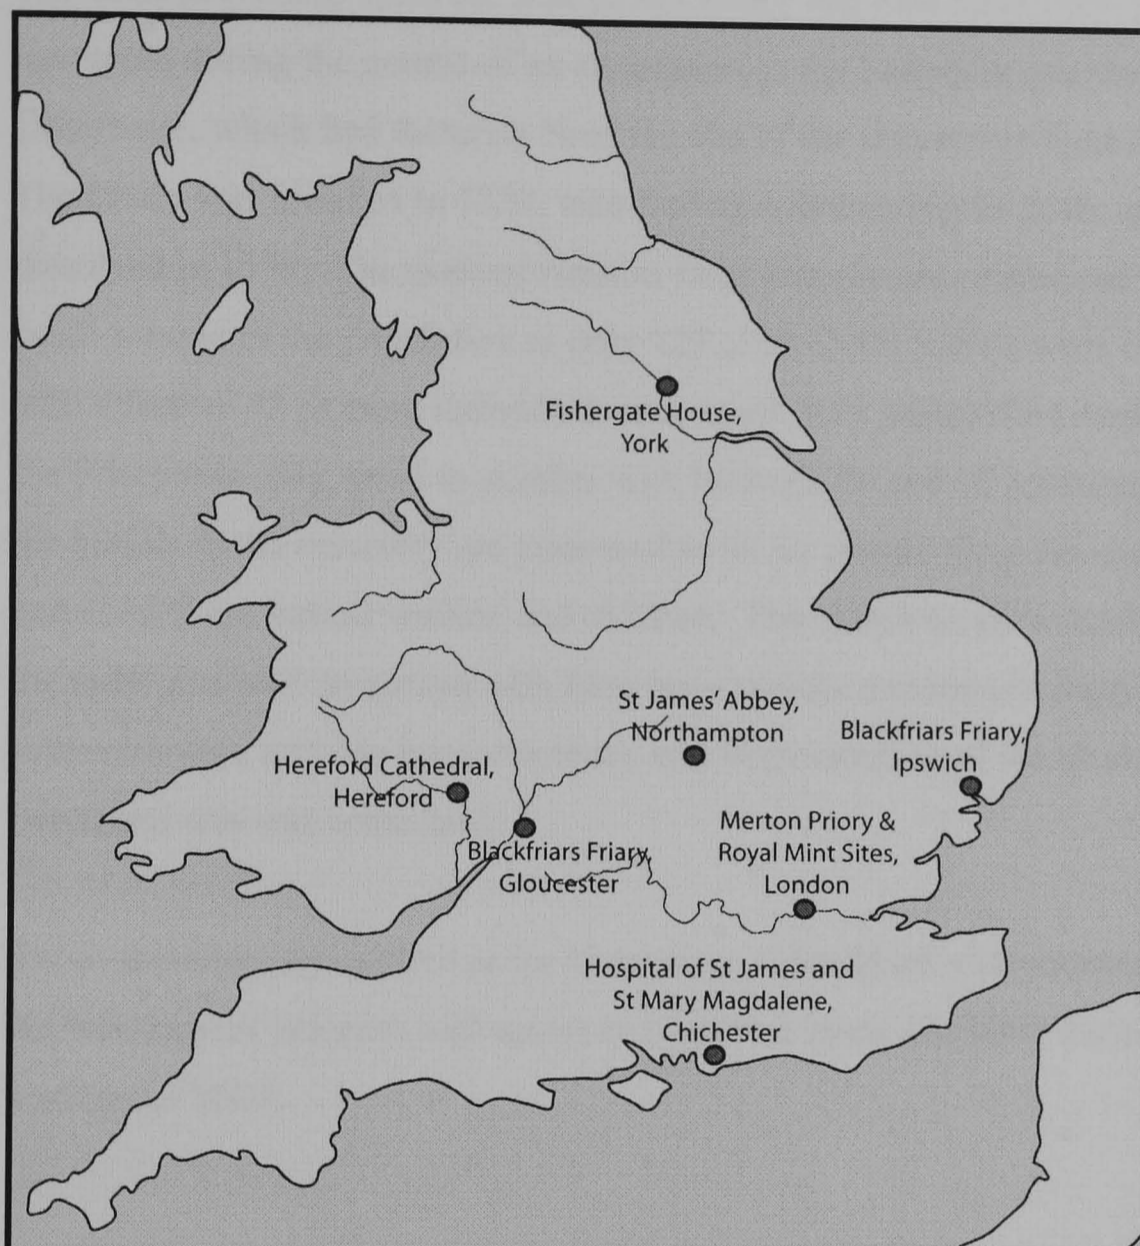 Fishergate House,
York
St James' Abbey,
Northampton
Blackfriars Friary,
Ipswich
Hereford Cathedral,
Hereford
Merton Priory &
Royal Mint Sites,
London
Blackfriars Friary,
Gloucester
Hospital of St James and
St Mary Magdalene,
Chichester